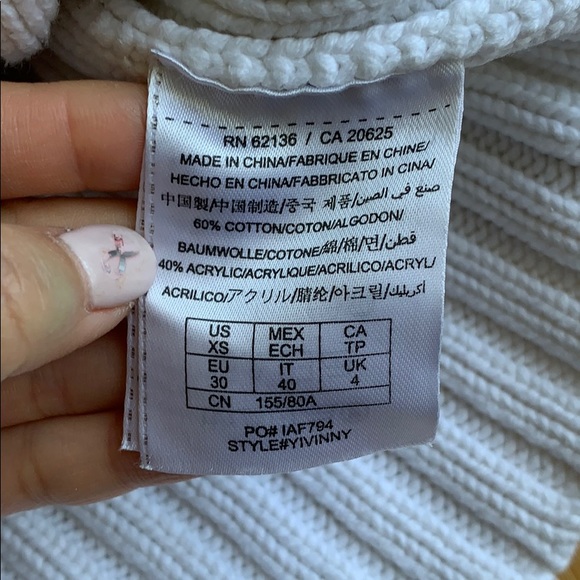 RN 62136 / CA 20625
MADE IN CHINA/FABRIQUE EN CHINE/
HECHO EN CHINA/FABBRICATO IN CINA/
中国製/中国制造/중국 제품/صنع في الصين/
60% COTTON/COTON/ALGODON/
BAUMWOLLE/COTONE/綿/棉/면/قطن/
40% ACRYLIC/ACRYLIQUE/ACRILICO/ACRYL/
ACRILICO/アクリル/腈纶/아크릴/أكريليك
US MEX CA
XS ECH TP
EU IT UK
30 40 4
CN 155/80A
PO# IAF794
STYLE#YIVINNY